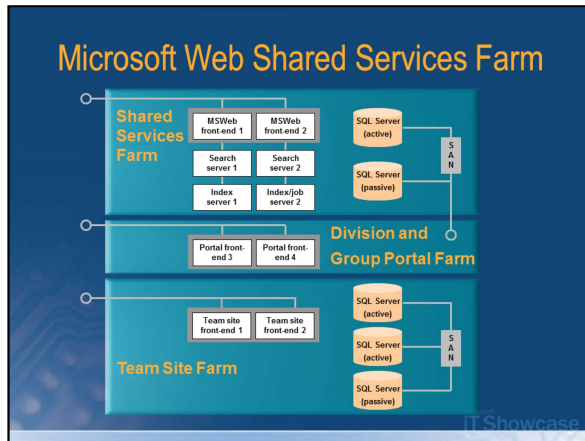 Microsoft Web Shared Services Farm
Shared
Services
Farm
MSWeb
front-end 1
MSWeb
front-end 2
Search
server 1
Search
server 2
Index
server 1
Index/job
server 2
SQL Server
(active)
SQL Server
(passive)
S
A
N
Portal front-
end 3
Portal front-
end 4
Division and
Group Portal Farm
Team site
front-end 1
Team site
front-end 2
Team Site Farm
SQL Server
(active)
SQL Server
(active)
SQL Server
(passive)
S
A
N
iT Showcase